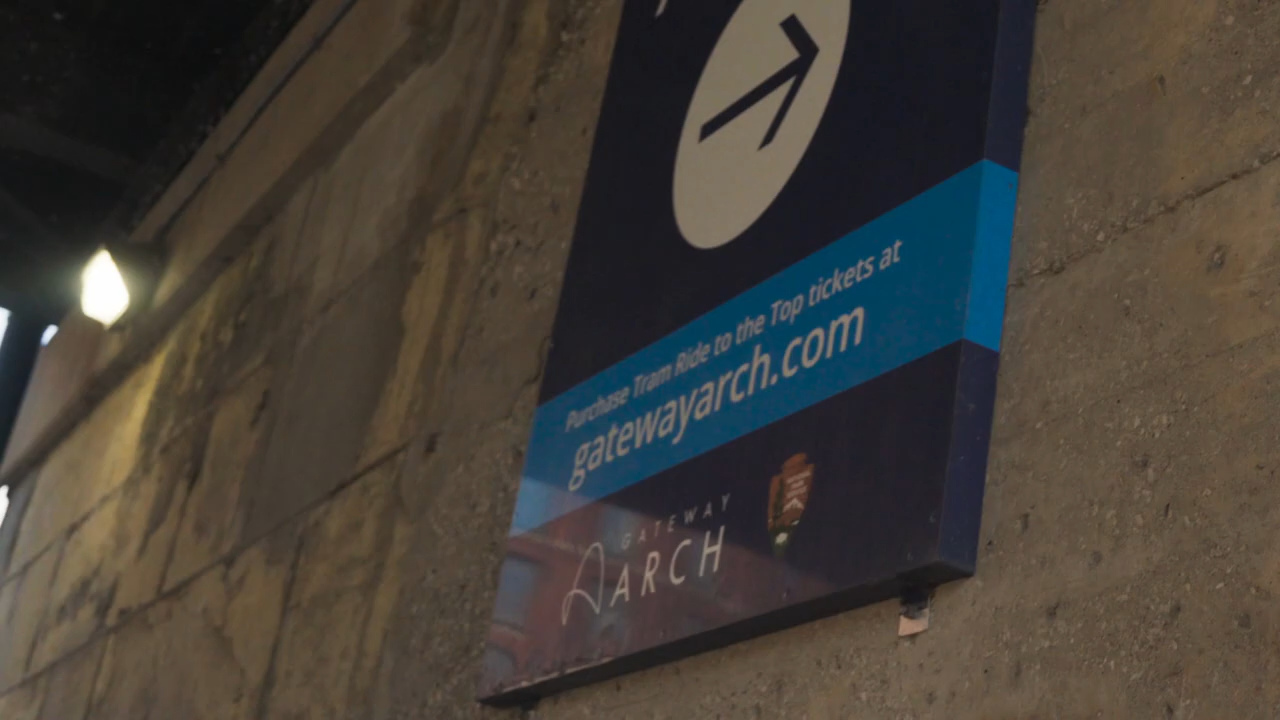 Purchase Tram Ride to the Top tickets at
gatewayarch.com
GATEWAY
ARCH